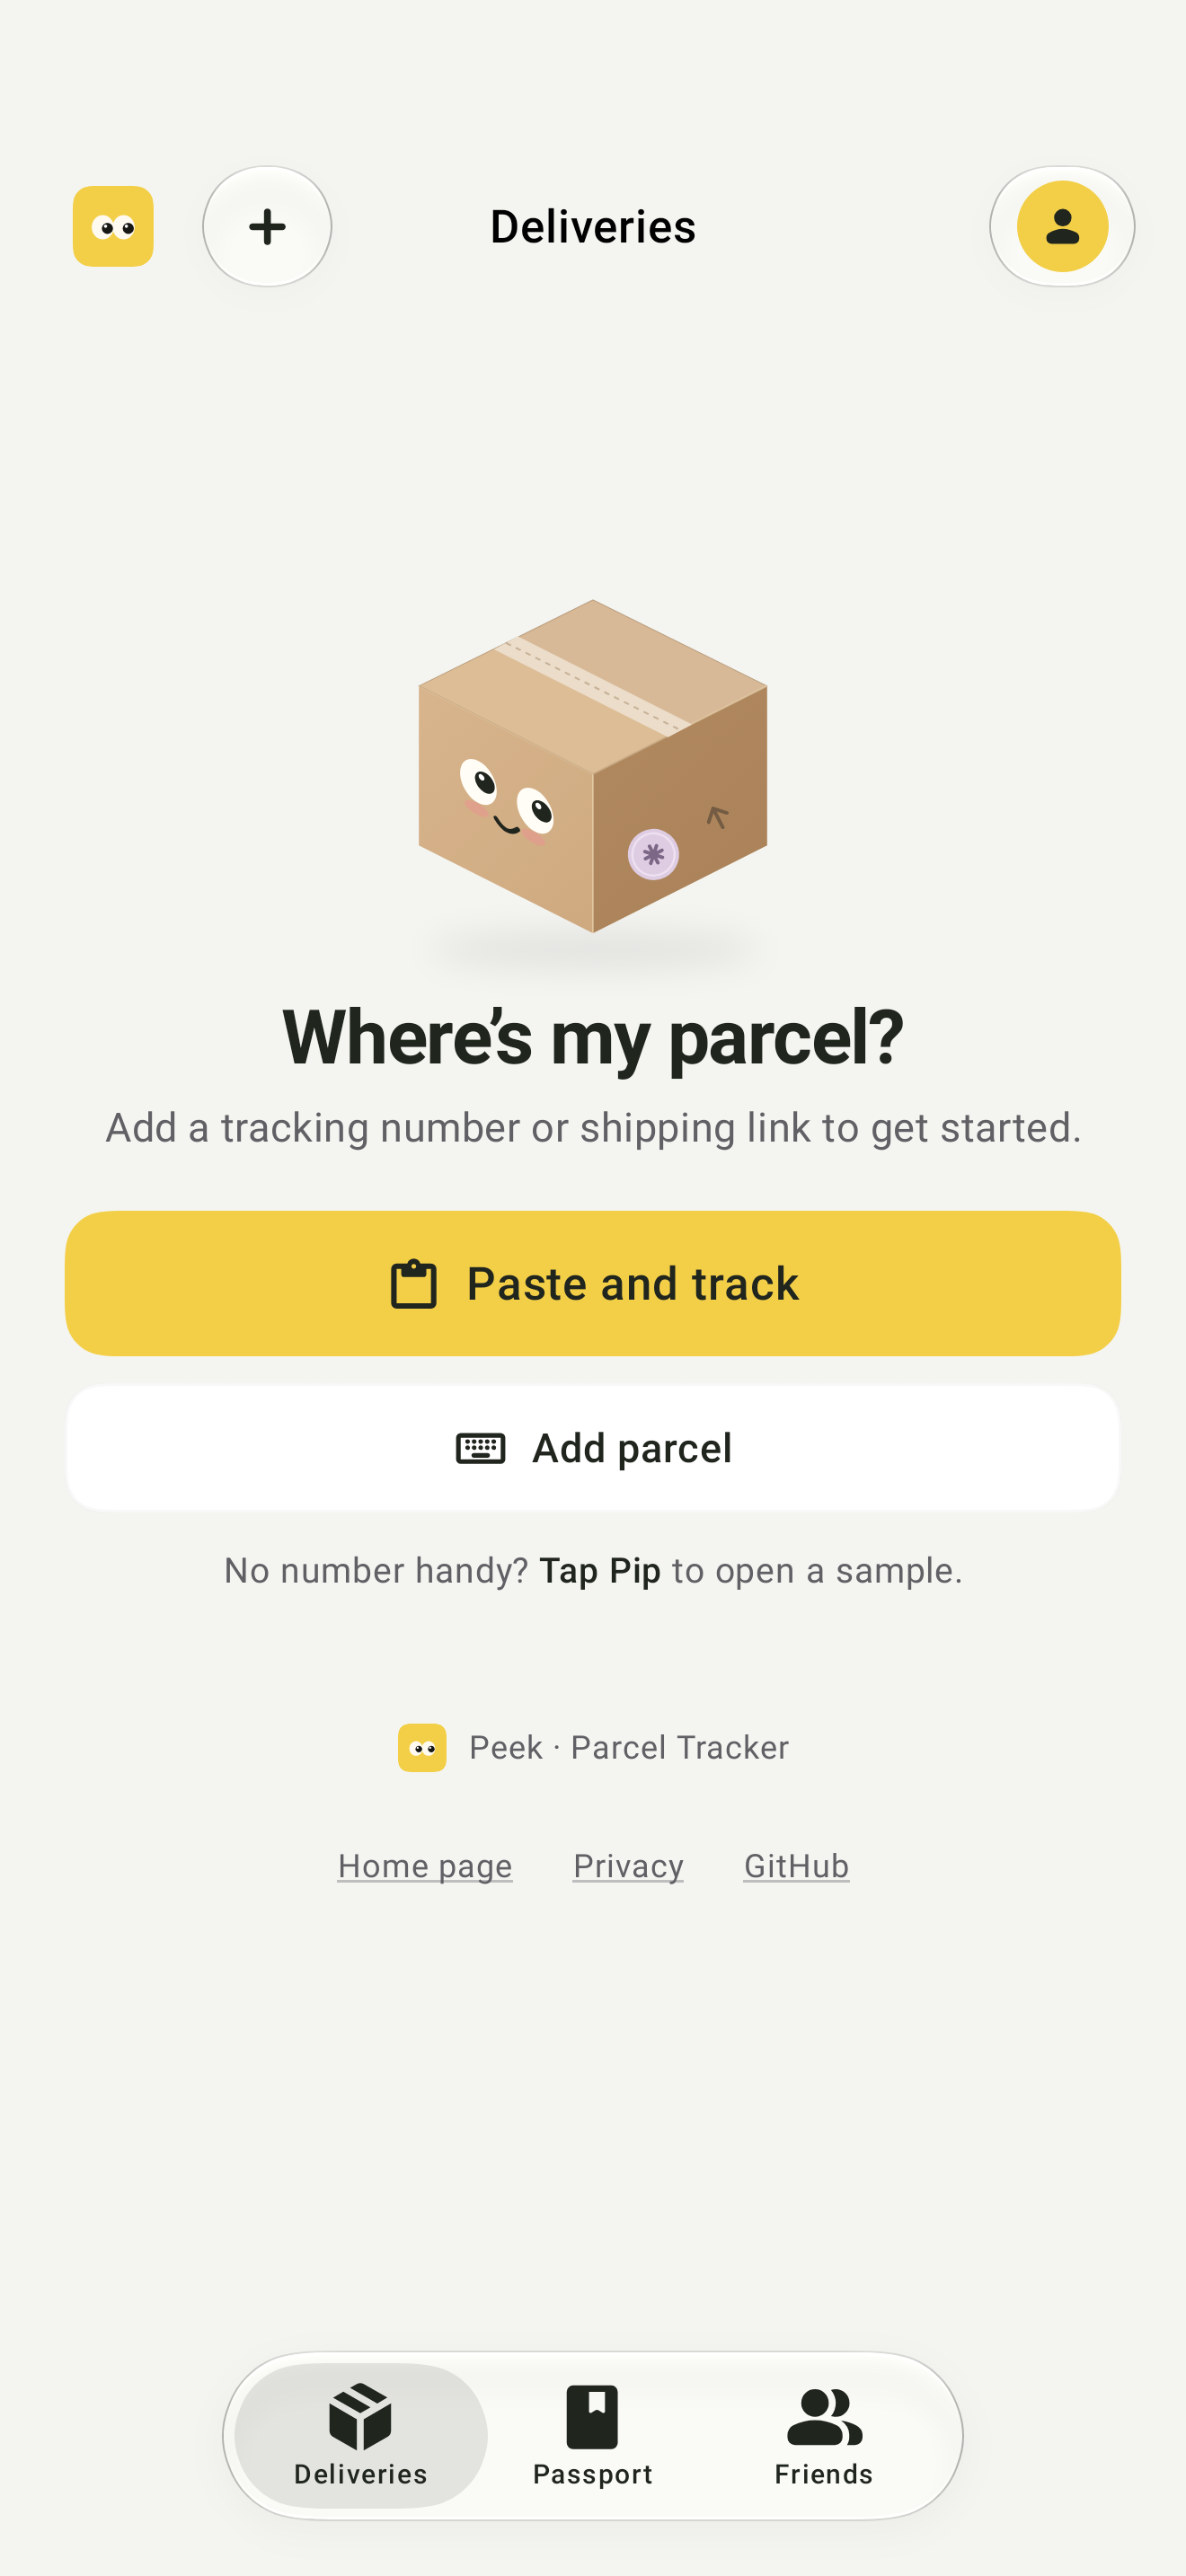 Deliveries
Where’s my parcel?
Add a tracking number or shipping link to get started.
Paste and track
Add parcel
No number handy? Tap Pip to open a sample.
Peek · Parcel Tracker
Home page Privacy GitHub
Deliveries Passport Friends